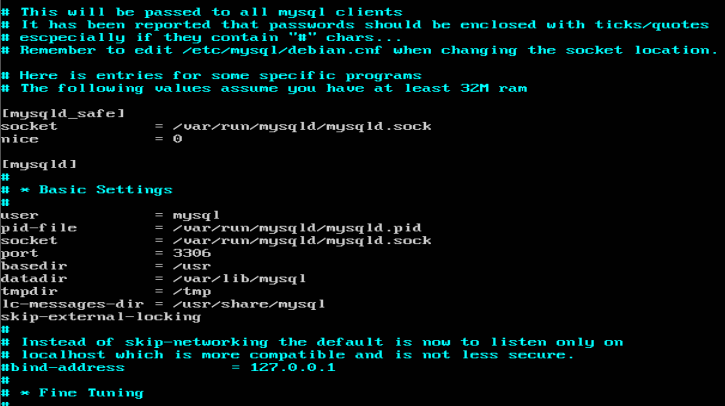 # This will be passed to all mysql clients
# It has been reported that passwords should be enclosed with ticks/quotes
# escpecially if they contain "#" chars...
# Remember to edit /etc/mysql/debian.cnf when changing the socket location.
# Here is entries for some specific programs
# The following values assume you have at least 32M ram
[mysqld_safe]
socket = /var/run/mysqld/mysqld.sock
nice = 0
[mysqld]
#
# * Basic Settings
#
user = mysql
pid-file = /var/run/mysqld/mysqld.pid
socket = /var/run/mysqld/mysqld.sock
port = 3306
basedir = /usr
datadir = /var/lib/mysql
tmpdir = /tmp
lc-messages-dir = /usr/share/mysql
skip-external-locking
#
# Instead of skip-networking the default is now to listen only on
# localhost which is more compatible and is not less secure.
#bind-address = 127.0.0.1
#
# * Fine Tuning
#